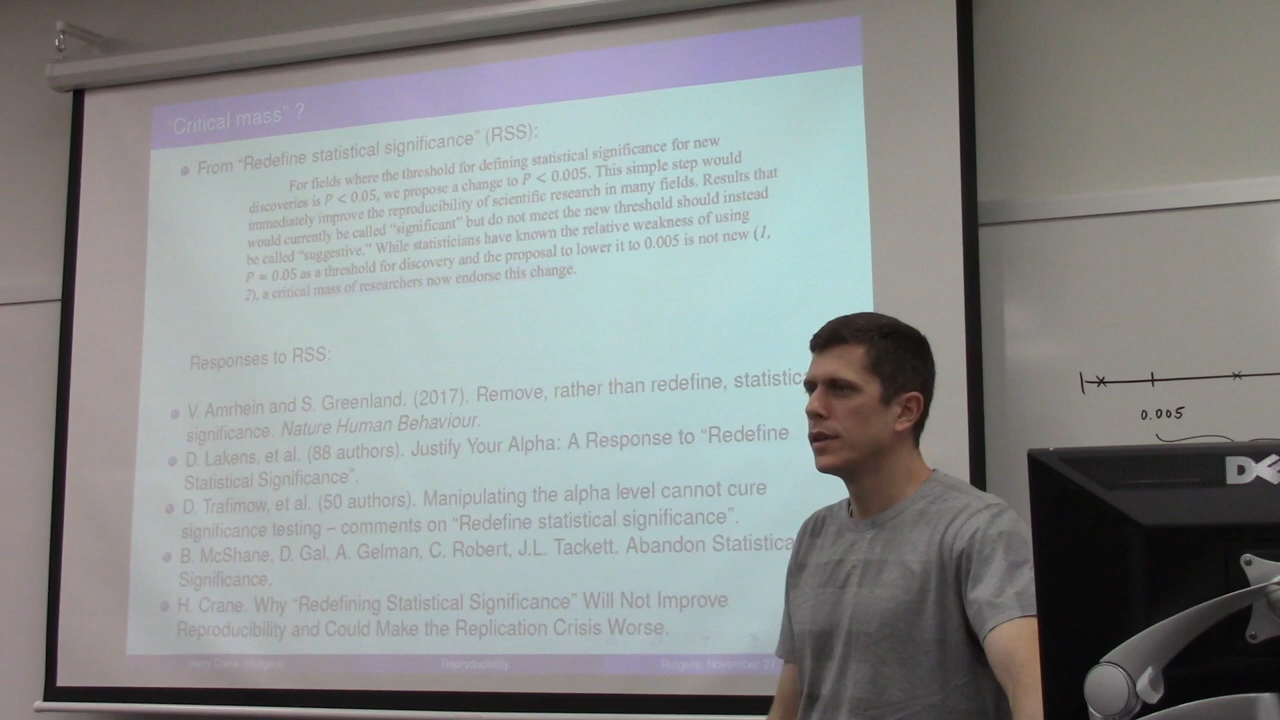 "Critical mass" ?
From "Redefine statistical significance" (RSS):
For fields where the threshold for defining statistical significance for new
discoveries is P < 0.05, we propose a change to P < 0.005. This simple step would
immediately improve the reproducibility of scientific research in many fields. Results that
would currently be called "significant" but do not meet the new threshold should instead
be called "suggestive." While statisticians have known the relative weakness of using
P ≈ 0.05 as a threshold for discovery and the proposal to lower it to 0.005 is not new (1,
2), a critical mass of researchers now endorse this change.
Responses to RSS:
V. Amrhein and S. Greenland. (2017). Remove, rather than redefine, statistica
significance. Nature Human Behaviour.
D. Lakens, et al. (88 authors). Justify Your Alpha: A Response to "Redefine
Statistical Significance".
D. Trafimow, et al. (50 authors). Manipulating the alpha level cannot cure
significance testing – comments on "Redefine statistical significance".
B. McShane, D. Gal, A. Gelman, C. Robert, J.L. Tackett. Abandon Statistica
Significance.
H. Crane. Why "Redefining Statistical Significance" Will Not Improve
Reproducibility and Could Make the Replication Crisis Worse.
Harry Crane (Rutgers) Reproducibility Rutgers, November 27
0.005
DELL